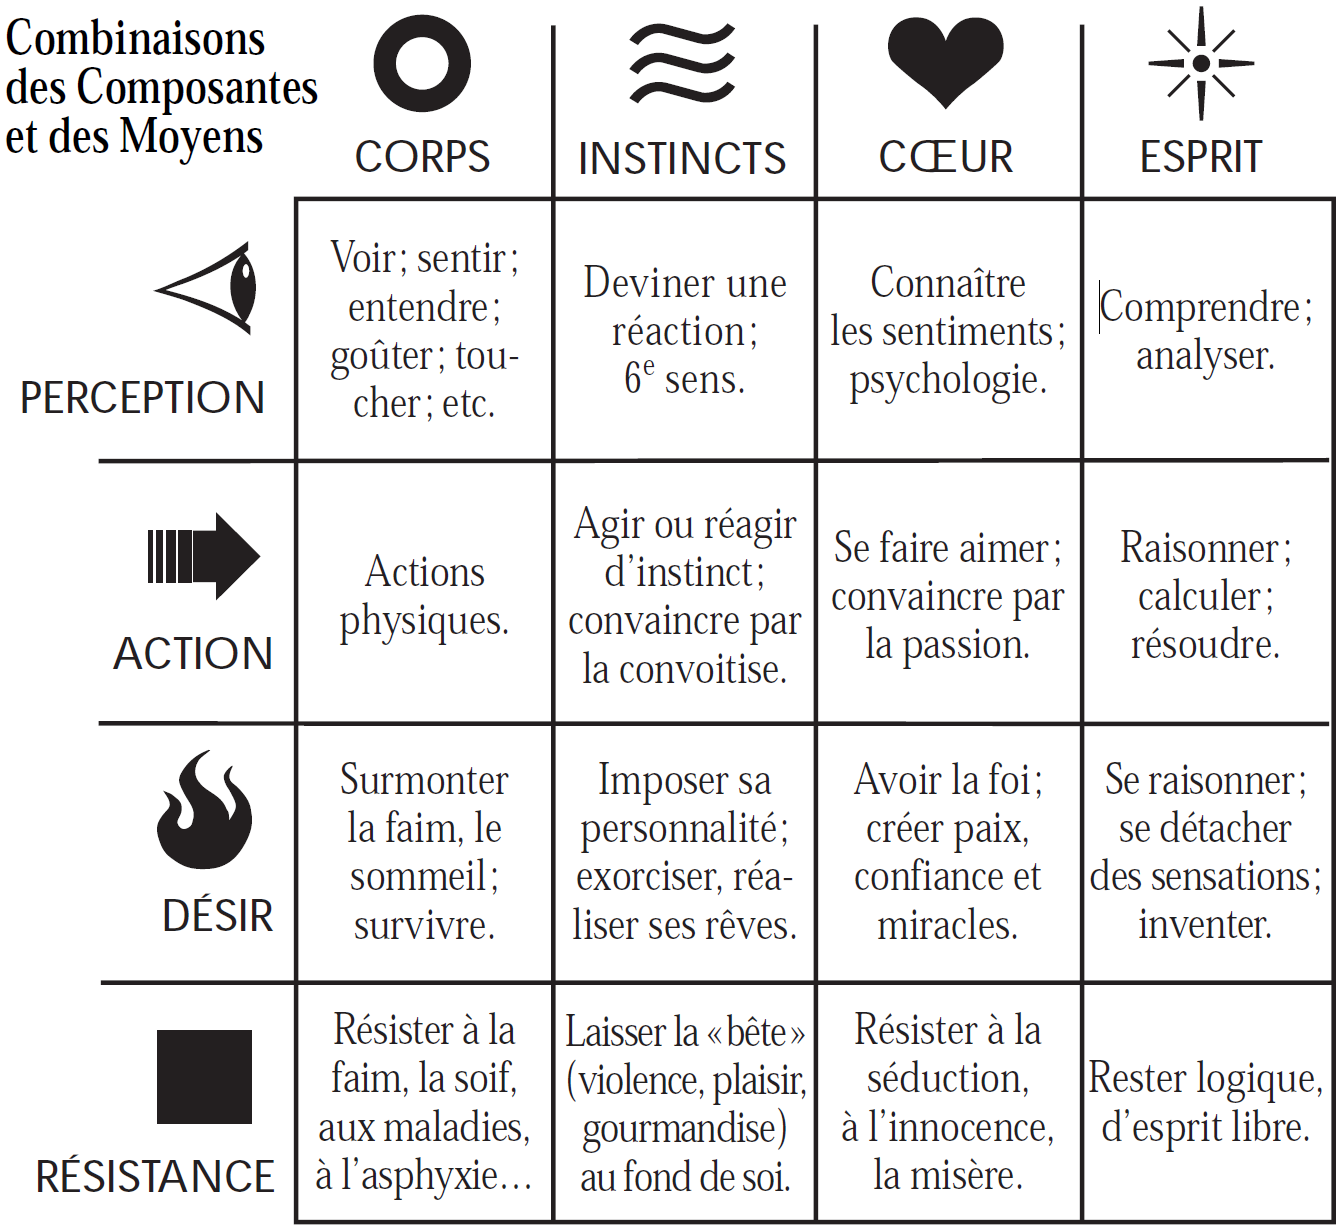 Combinaisons
des Composantes
et des Moyens
CORPS
INSTINCTS
CŒUR
ESPRIT
PERCEPTION
Voir ; sentir ;
entendre ;
goûter ; tou-
cher ; etc.
Deviner une
réaction ;
6e sens.
Connaître
les sentiments ;
psychologie.
Comprendre ;
analyser.
ACTION
Actions
physiques.
Agir ou réagir
d’instinct ;
convaincre par
la convoitise.
Se faire aimer ;
convaincre par
la passion.
Raisonner ;
calculer ;
résoudre.
DÉSIR
Surmonter
la faim, le
sommeil ;
survivre.
Imposer sa
personnalité ;
exorciser, réa-
liser ses rêves.
Avoir la foi ;
créer paix,
confiance et
miracles.
Se raisonner ;
se détacher
des sensations ;
inventer.
RÉSISTANCE
Résister à la
faim, la soif,
aux maladies,
à l’asphyxie…
Laisser la « bête »
(violence, plaisir,
gourmandise)
au fond de soi.
Résister à la
séduction,
à l’innocence,
la misère.
Rester logique,
d’esprit libre.